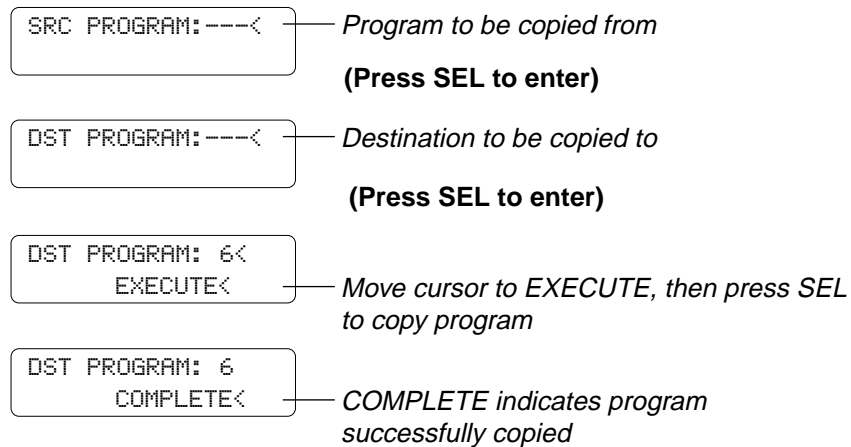 SRC PROGRAM:---< Program to be copied from
(Press SEL to enter)
DST PROGRAM:---< Destination to be copied to
(Press SEL to enter)
DST PROGRAM: 6<
EXECUTE< Move cursor to EXECUTE, then press SEL
to copy program
DST PROGRAM: 6
COMPLETE< COMPLETE indicates program
successfully copied